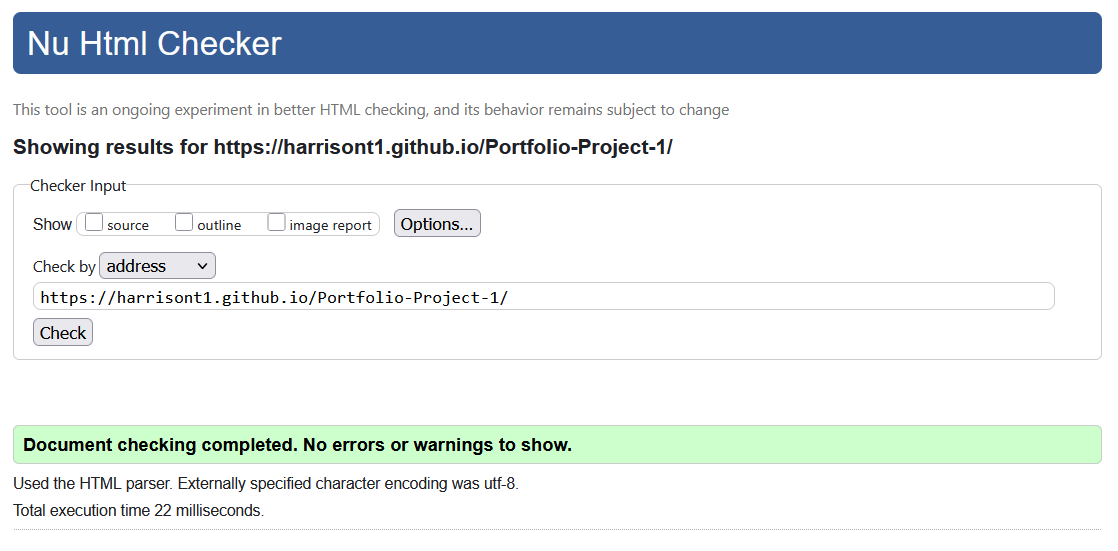 Nu Html Checker
This tool is an ongoing experiment in better HTML checking, and its behavior remains subject to change
Showing results for https://harrisont1.github.io/Portfolio-Project-1/
Checker Input
Show source outline image report Options...
Check by address
https://harrisont1.github.io/Portfolio-Project-1/
Check
Document checking completed. No errors or warnings to show.
Used the HTML parser. Externally specified character encoding was utf-8.
Total execution time 22 milliseconds.